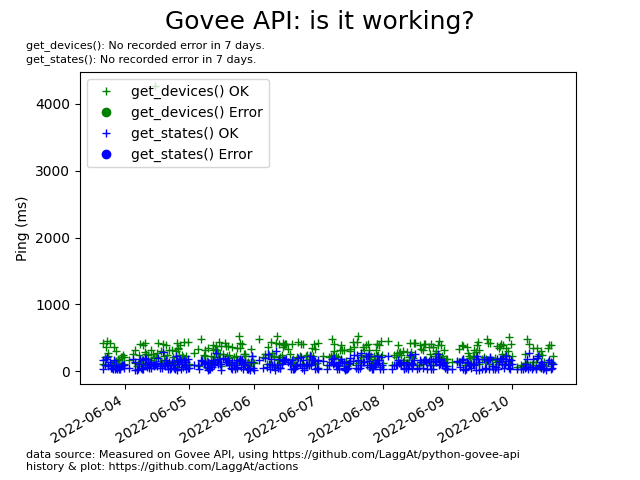 Govee API: is it working?
get_devices(): No recorded error in 7 days.
get_states(): No recorded error in 7 days.
get_devices() OK
get_devices() Error
get_states() OK
get_states() Error
Ping (ms)
4000
3000
2000
1000
0
2022-06-04
2022-06-05
2022-06-06
2022-06-07
2022-06-08
2022-06-09
2022-06-10
data source: Measured on Govee API, using https://github.com/LaggAt/python-govee-api
history & plot: https://github.com/LaggAt/actions